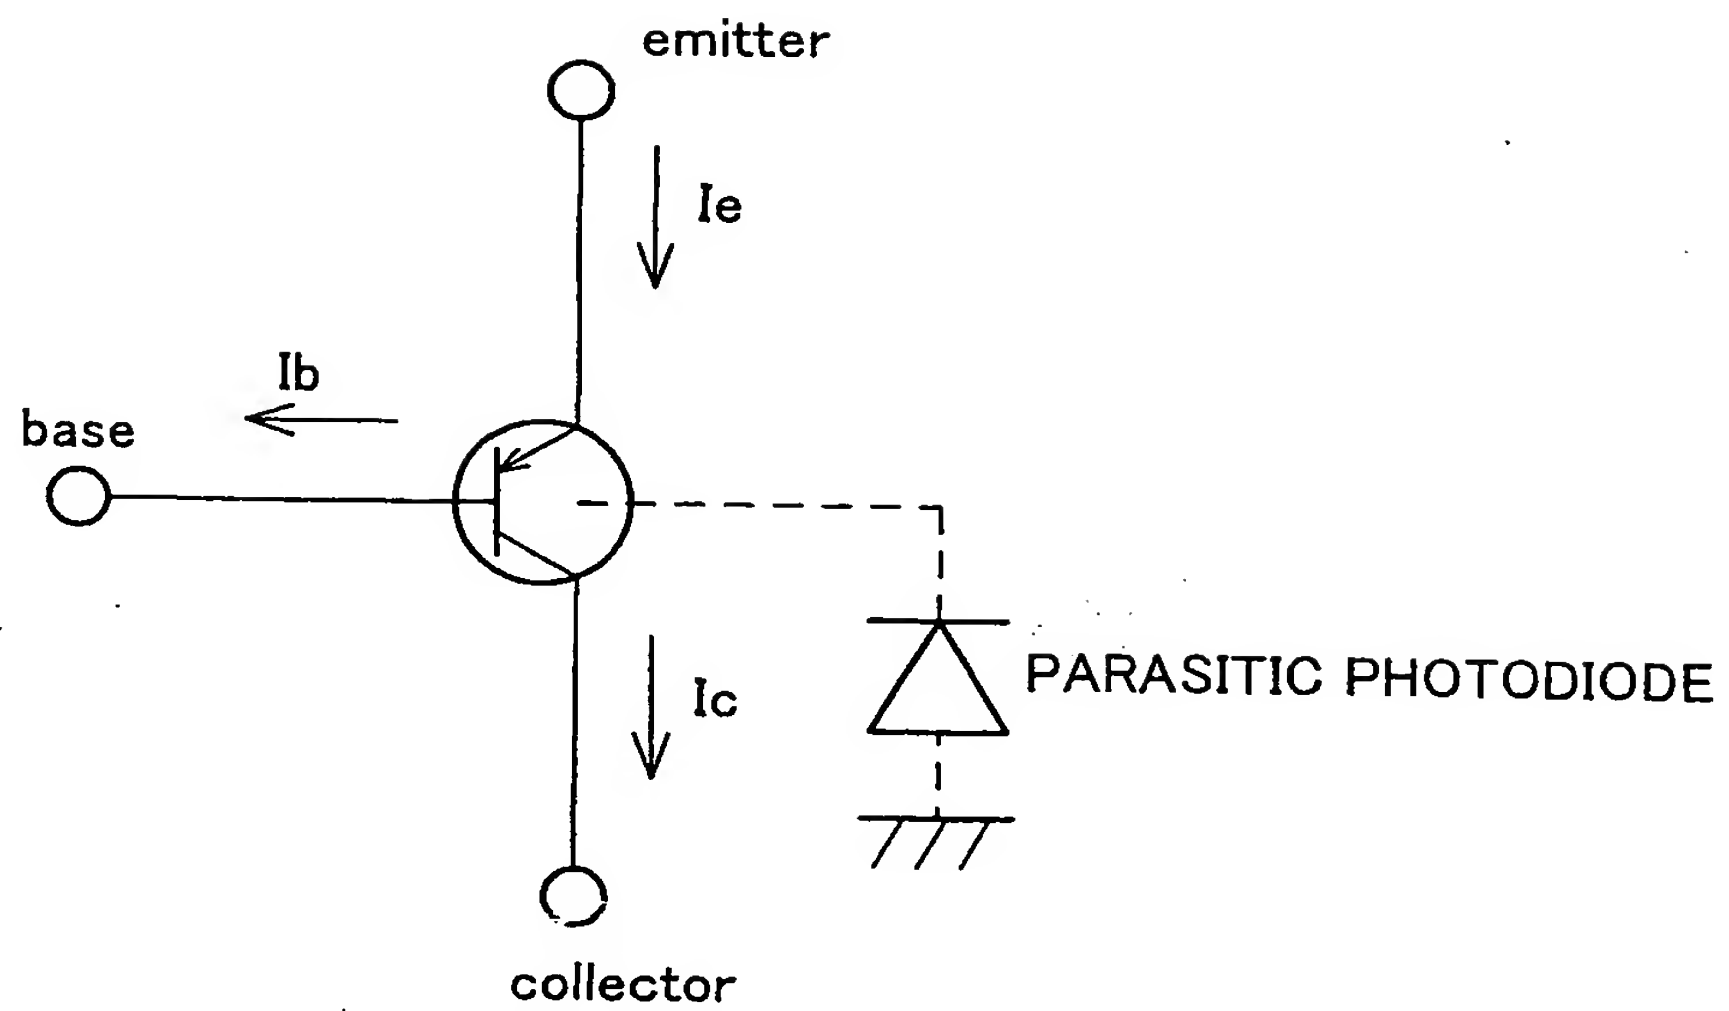 emitter
Ie
Ib
base
PARASITIC PHOTODIODE
Ic
collector